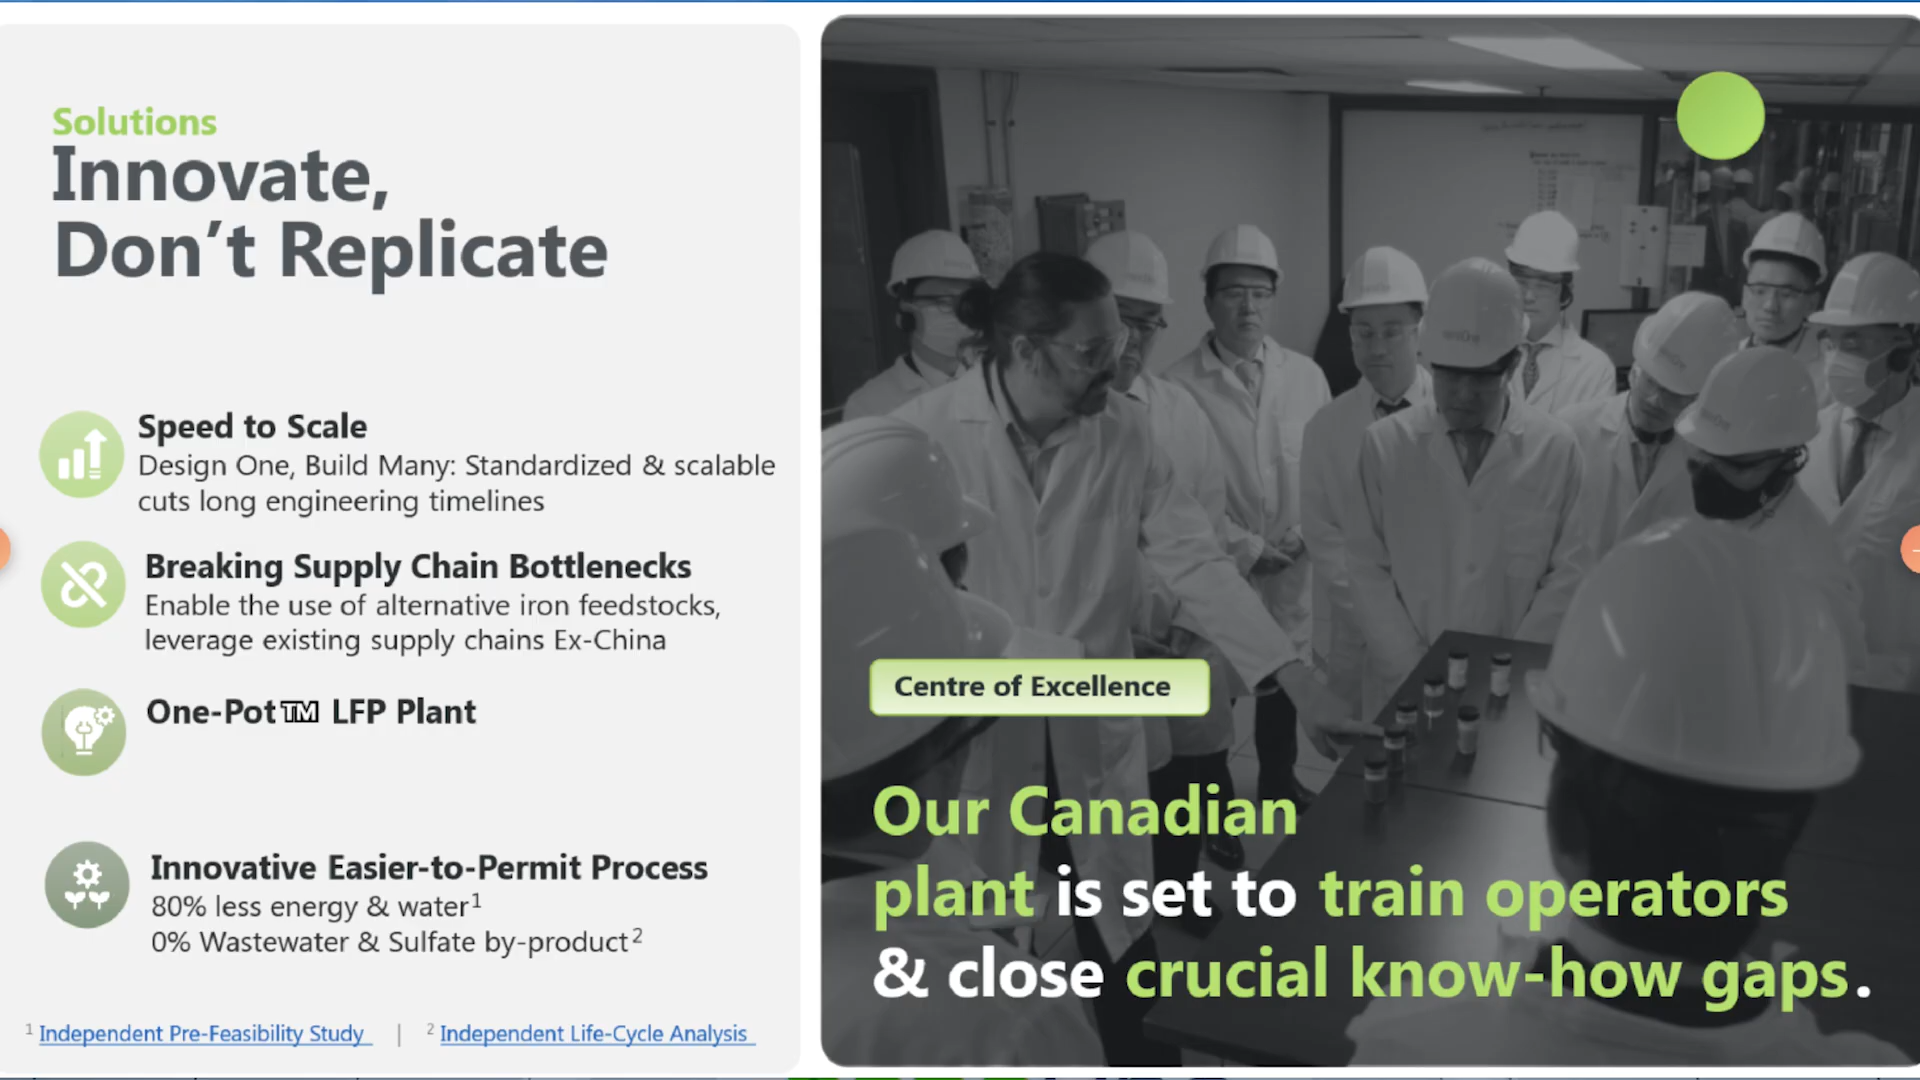 Solutions
Innovate,
Don't Replicate
Speed to Scale
Design One, Build Many: Standardized & scalable
cuts long engineering timelines
Breaking Supply Chain Bottlenecks
Enable the use of alternative iron feedstocks,
leverage existing supply chains Ex-China
One-Pot™ LFP Plant
Innovative Easier-to-Permit Process
80% less energy & water¹
0% Wastewater & Sulfate by-product²
¹ Independent Pre-Feasibility Study | ² Independent Life-Cycle Analysis
Centre of Excellence
Our Canadian
plant is set to train operators
& close crucial know-how gaps.